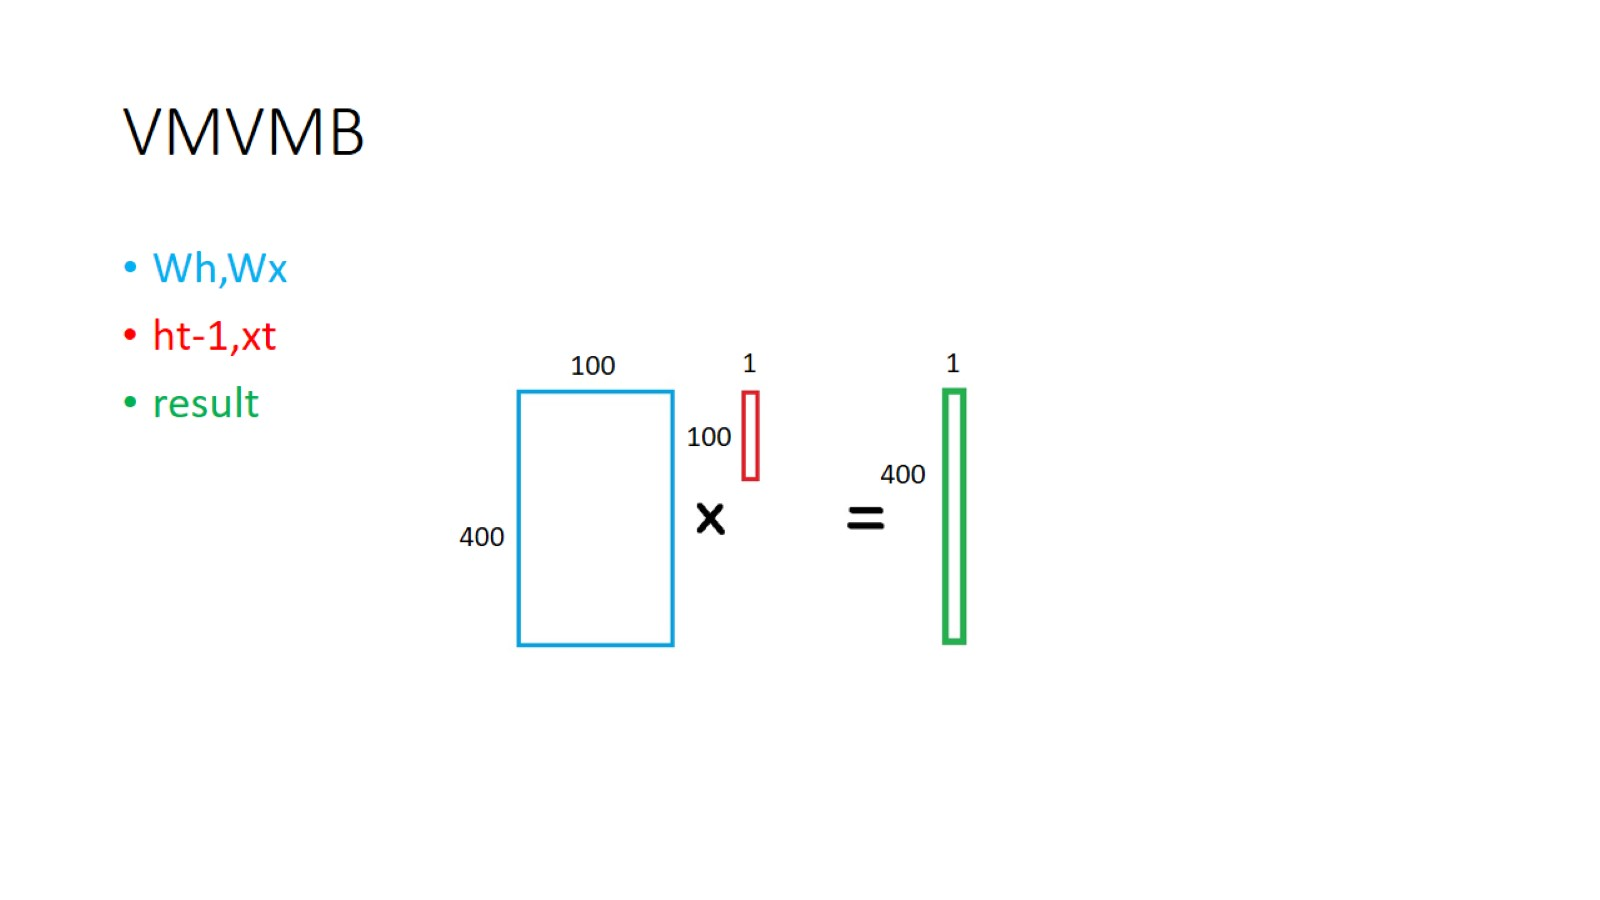 VMVMB
• Wh,Wx
• ht-1,xt
• result
100
1
1
100
400
400
x
=